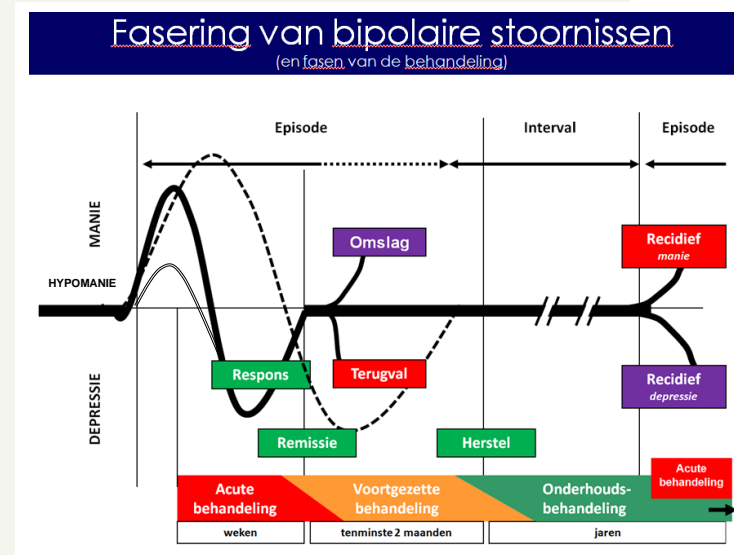 Fasering van bipolaire stoornissen
(en fasen van de behandeling)
Episode
Interval
Episode
MANIE
HYPOMANIE
DEPRESSIE
Omslag
Recidief
manie
Respons
Terugval
Recidief
depressie
Remissie
Herstel
Acute
behandeling
Voortgezette
behandeling
Onderhouds-
behandeling
Acute
behandeling
weken
tenminste 2 maanden
jaren